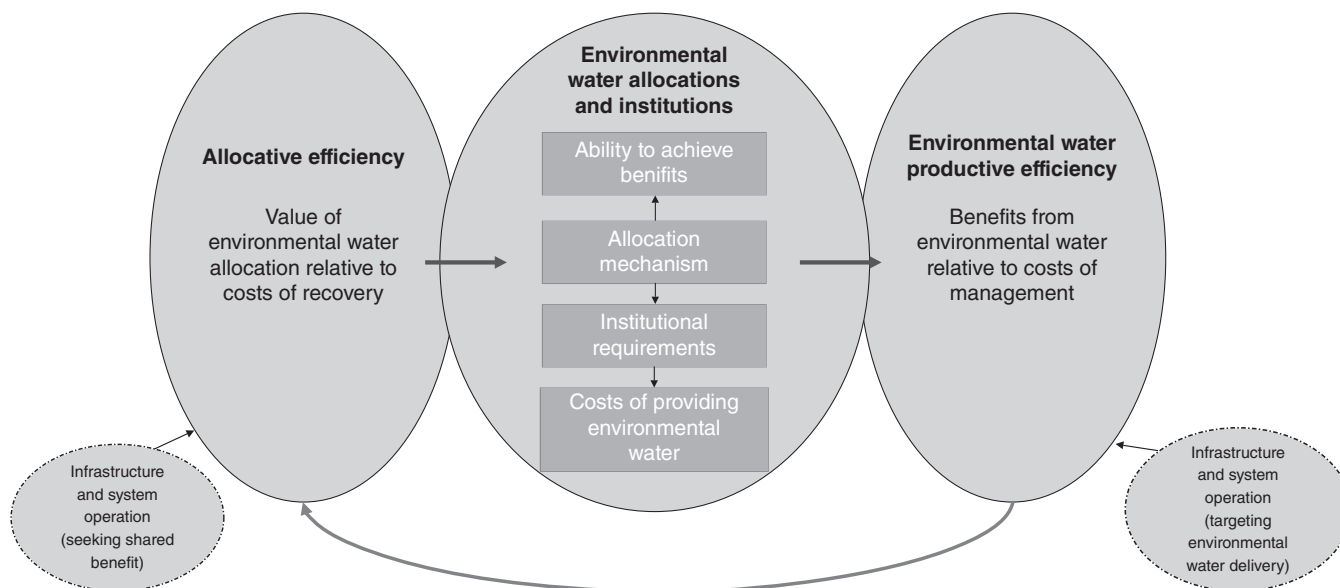 Allocative efficiency
Value of
environmental water
allocation relative to
costs of recovery
Environmental
water allocations
and institutions
Ability to achieve
benifits
Allocation
mechanism
Institutional
requirements
Costs of providing
environmental
water
Environmental water
productive efficiency
Benefits from
environmental water
relative to costs of
management
Infrastructure
and system
operation
(seeking shared
benefit)
Infrastructure
and system
operation
(targeting
environmental
water delivery)